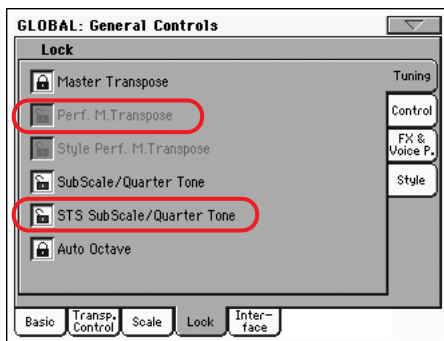 GLOBAL: General Controls
Lock
Master Transpose
Perf. M.Transpose
Style Perf. M.Transpose
SubScale/Quarter Tone
STS SubScale/Quarter Tone
Auto Octave
Tuning
Control
FX &
Voice P.
Style
Basic
Transp.
Control
Scale
Lock
Inter-
face